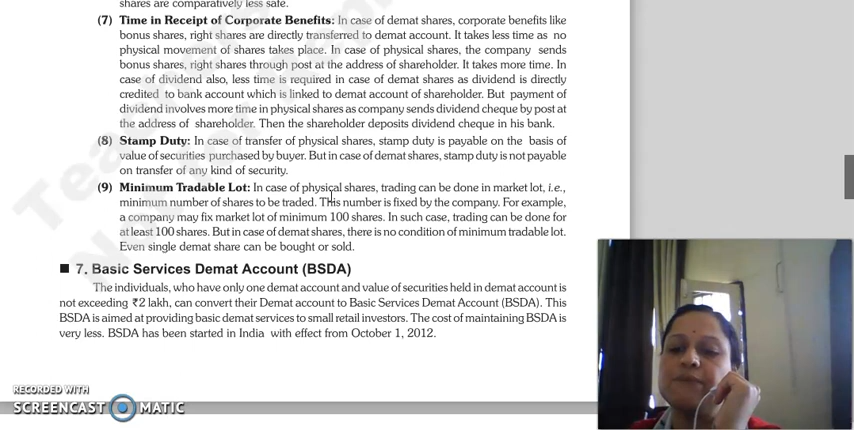 shares are comparatively less safe.
(7) Time in Receipt of Corporate Benefits: In case of demat shares, corporate benefits like
bonus shares, right shares are directly transferred to demat account. It takes less time as no
physical movement of shares takes place. In case of physical shares, the company sends
bonus shares, right shares through post at the address of shareholder. It takes more time. In
case of dividend also, less time is required in case of demat shares as dividend is directly
credited to bank account which is linked to demat account of shareholder. But payment of
dividend involves more time in physical shares as company sends dividend cheque by post at
the address of shareholder. Then the shareholder deposits dividend cheque in his bank.
(8) Stamp Duty: In case of transfer of physical shares, stamp duty is payable on the basis of
value of securities purchased by buyer. But in case of demat shares, stamp duty is not payable
on transfer of any kind of security.
(9) Minimum Tradable Lot: In case of physical shares, trading can be done in market lot, i.e.,
minimum number of shares to be traded. This number is fixed by the company. For example,
a company may fix market lot of minimum 100 shares. In such case, trading can be done for
at least 100 shares. But in case of demat shares, there is no condition of minimum tradable lot.
Even single demat share can be bought or sold.
■ 7. Basic Services Demat Account (BSDA)
The individuals, who have only one demat account and value of securities held in demat account is
not exceeding ₹2 lakh, can convert their Demat account to Basic Services Demat Account (BSDA). This
BSDA is aimed at providing basic demat services to small retail investors. The cost of maintaining BSDA is
very less. BSDA has been started in India with effect from October 1, 2012.
RECORDED WITH
SCREENCAST MATIC